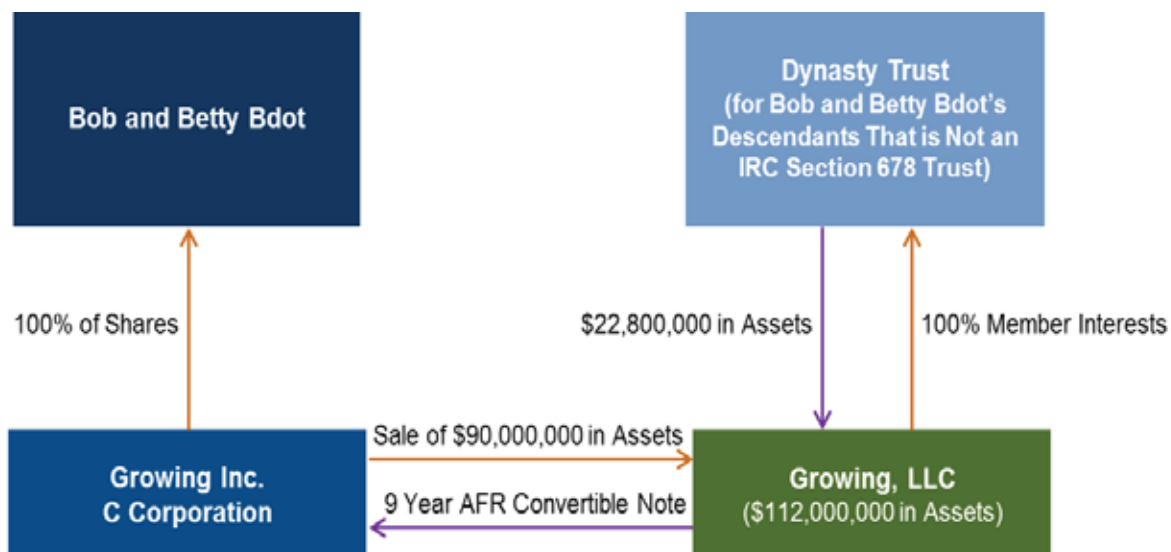 Bob and Betty Bdot
Dynasty Trust
(for Bob and Betty Bdot's
Descendants That is Not an
IRC Section 678 Trust)
100% of Shares
$22,800,000 in Assets
100% Member Interests
Sale of $90,000,000 in Assets
Growing Inc.
C Corporation
9 Year AFR Convertible Note
Growing, LLC
($112,000,000 in Assets)